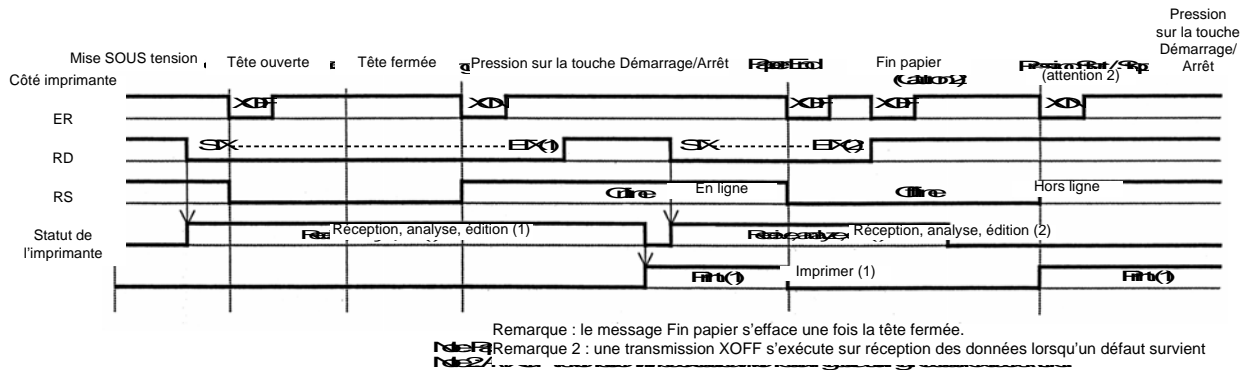 Pression
sur la touche
Démarrage/
Arrêt
Mise SOUS tension Tête ouverte Tête fermée Pression sur la touche Démarrage/Arrêt Fin papier
(attention 2)
Côté imprimante
XOFF XON XOFF XOFF XON
ER
STX ETX(1) STX ETX(2)
RD
RS
En ligne Hors ligne
Statut de
l'imprimante
Réception, analyse, édition (1) Réception, analyse, édition (2)
Print(1) Imprimer (1) Print(1)
Remarque : le message Fin papier s'efface une fois la tête fermée.
Remarque 2 : une transmission XOFF s'exécute sur réception des données lorsqu'un défaut survient